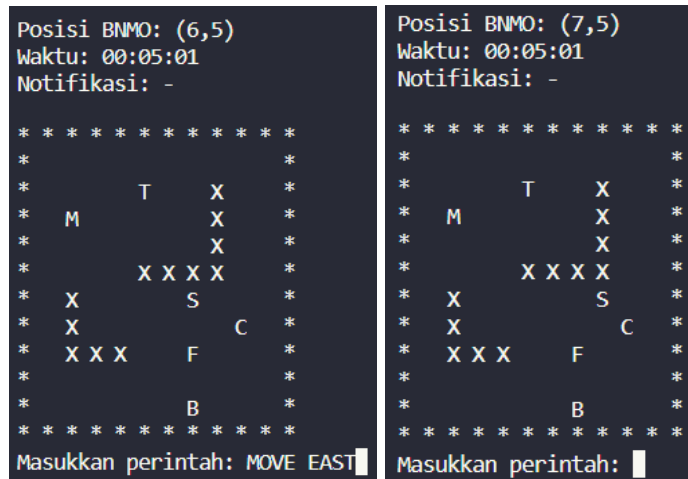 Posisi BNMO: (6,5)
Waktu: 00:05:01
Notifikasi: -
* * * * * * * * * * * *
*                     *
*         T     X     *
*   M           X     *
*               X     *
*         X X X X     *
*   X         S       *
*   X             C   *
*   X X X     F       *
*                     *
*             B       *
* * * * * * * * * * * *
Masukkan perintah: MOVE EAST
Posisi BNMO: (7,5)
Waktu: 00:05:01
Notifikasi: -
* * * * * * * * * * * *
*                     *
*         T     X     *
*   M           X     *
*               X     *
*         X X X X     *
*   X           S     *
*   X             C   *
*   X X X     F       *
*                     *
*             B       *
* * * * * * * * * * * *
Masukkan perintah: